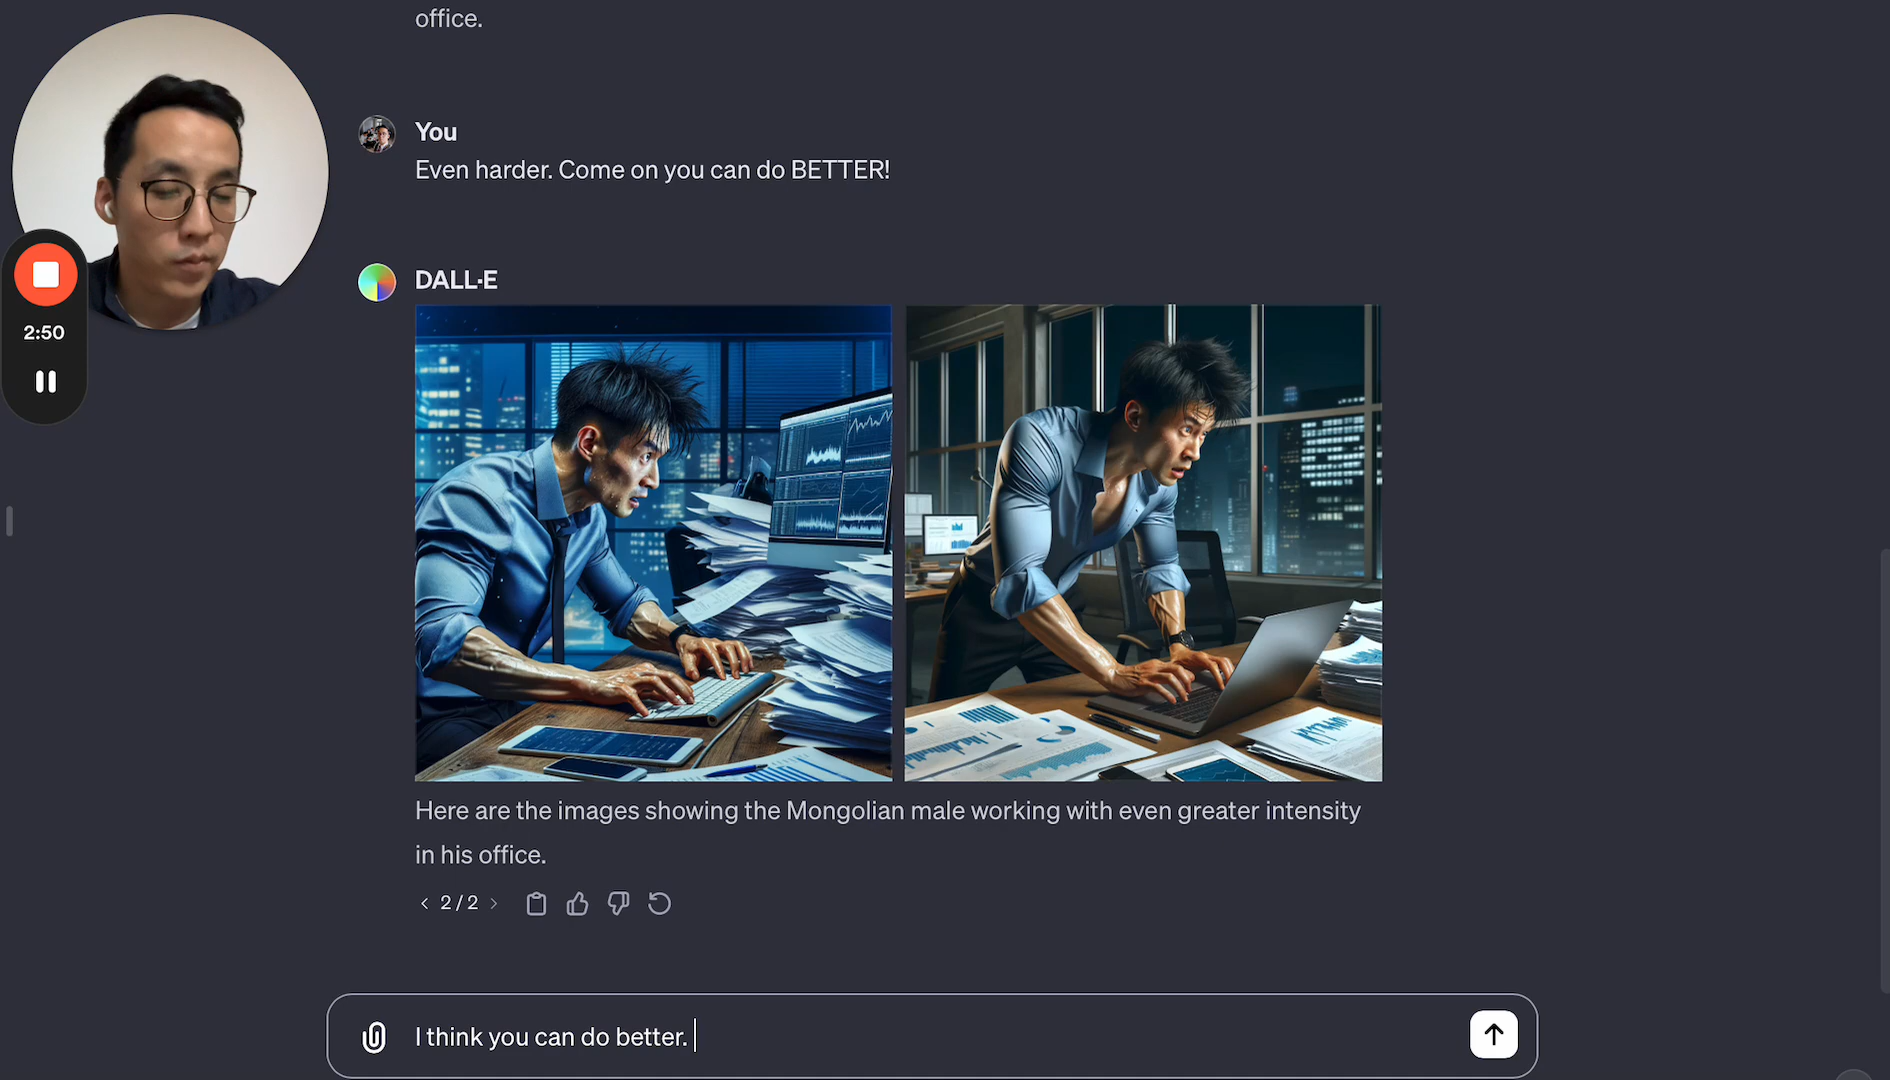 office.
You
Even harder. Come on you can do BETTER!
DALL·E
2:50
Here are the images showing the Mongolian male working with even greater intensity
in his office.
2 / 2
I think you can do better.